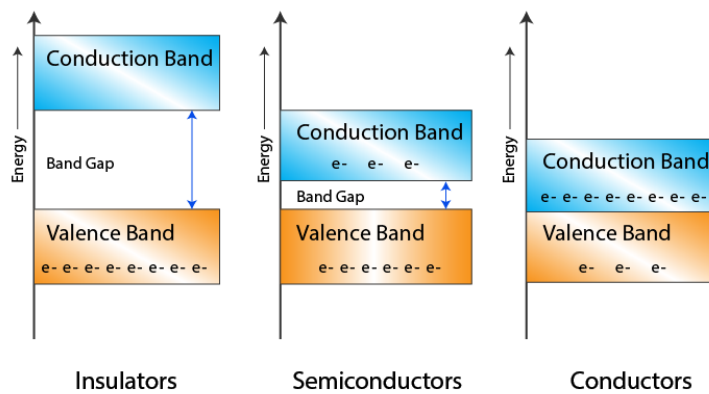 Energy
Conduction Band
Band Gap
Valence Band
e- e- e- e- e- e- e- e-
Insulators
Energy
Conduction Band
e- e- e-
Band Gap
Valence Band
e- e- e- e- e- e-
Semiconductors
Energy
Conduction Band
e- e- e- e- e- e- e- e-
Valence Band
e- e- e-
Conductors